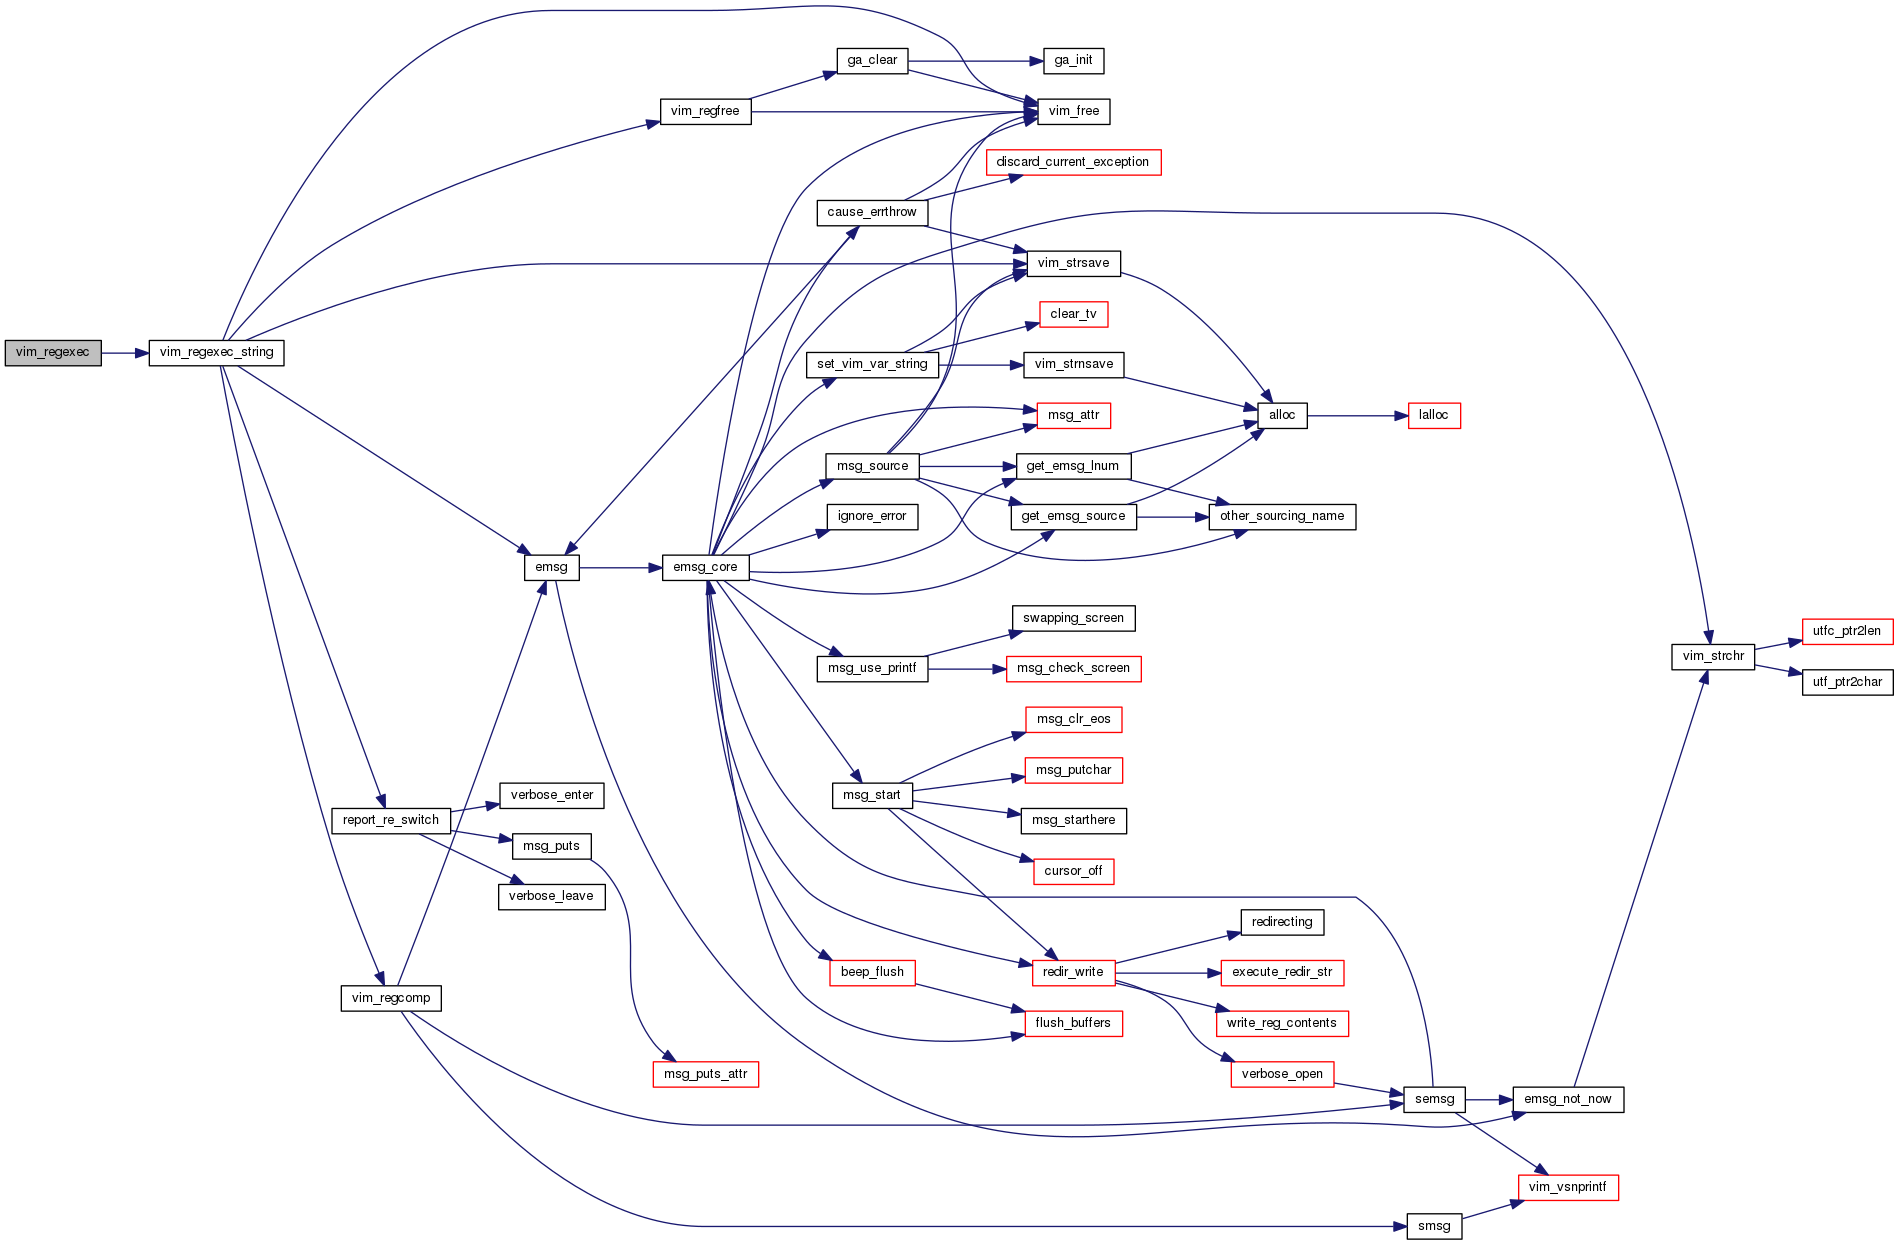 vim_regexec
vim_regexec_string
vim_regfree
ga_clear
ga_init
vim_free
discard_current_exception
cause_errthrow
vim_strsave
clear_tv
set_vim_var_string
vim_strnsave
msg_attr
alloc
lalloc
msg_source
get_emsg_lnum
ignore_error
get_emsg_source
other_sourcing_name
emsg
emsg_core
swapping_screen
msg_use_printf
msg_check_screen
vim_strchr
utfc_ptr2len
utf_ptr2char
msg_clr_eos
msg_putchar
msg_start
msg_starthere
cursor_off
verbose_enter
report_re_switch
msg_puts
verbose_leave
redirecting
beep_flush
redir_write
execute_redir_str
vim_regcomp
flush_buffers
write_reg_contents
msg_puts_attr
verbose_open
semsg
emsg_not_now
vim_vsnprintf
smsg